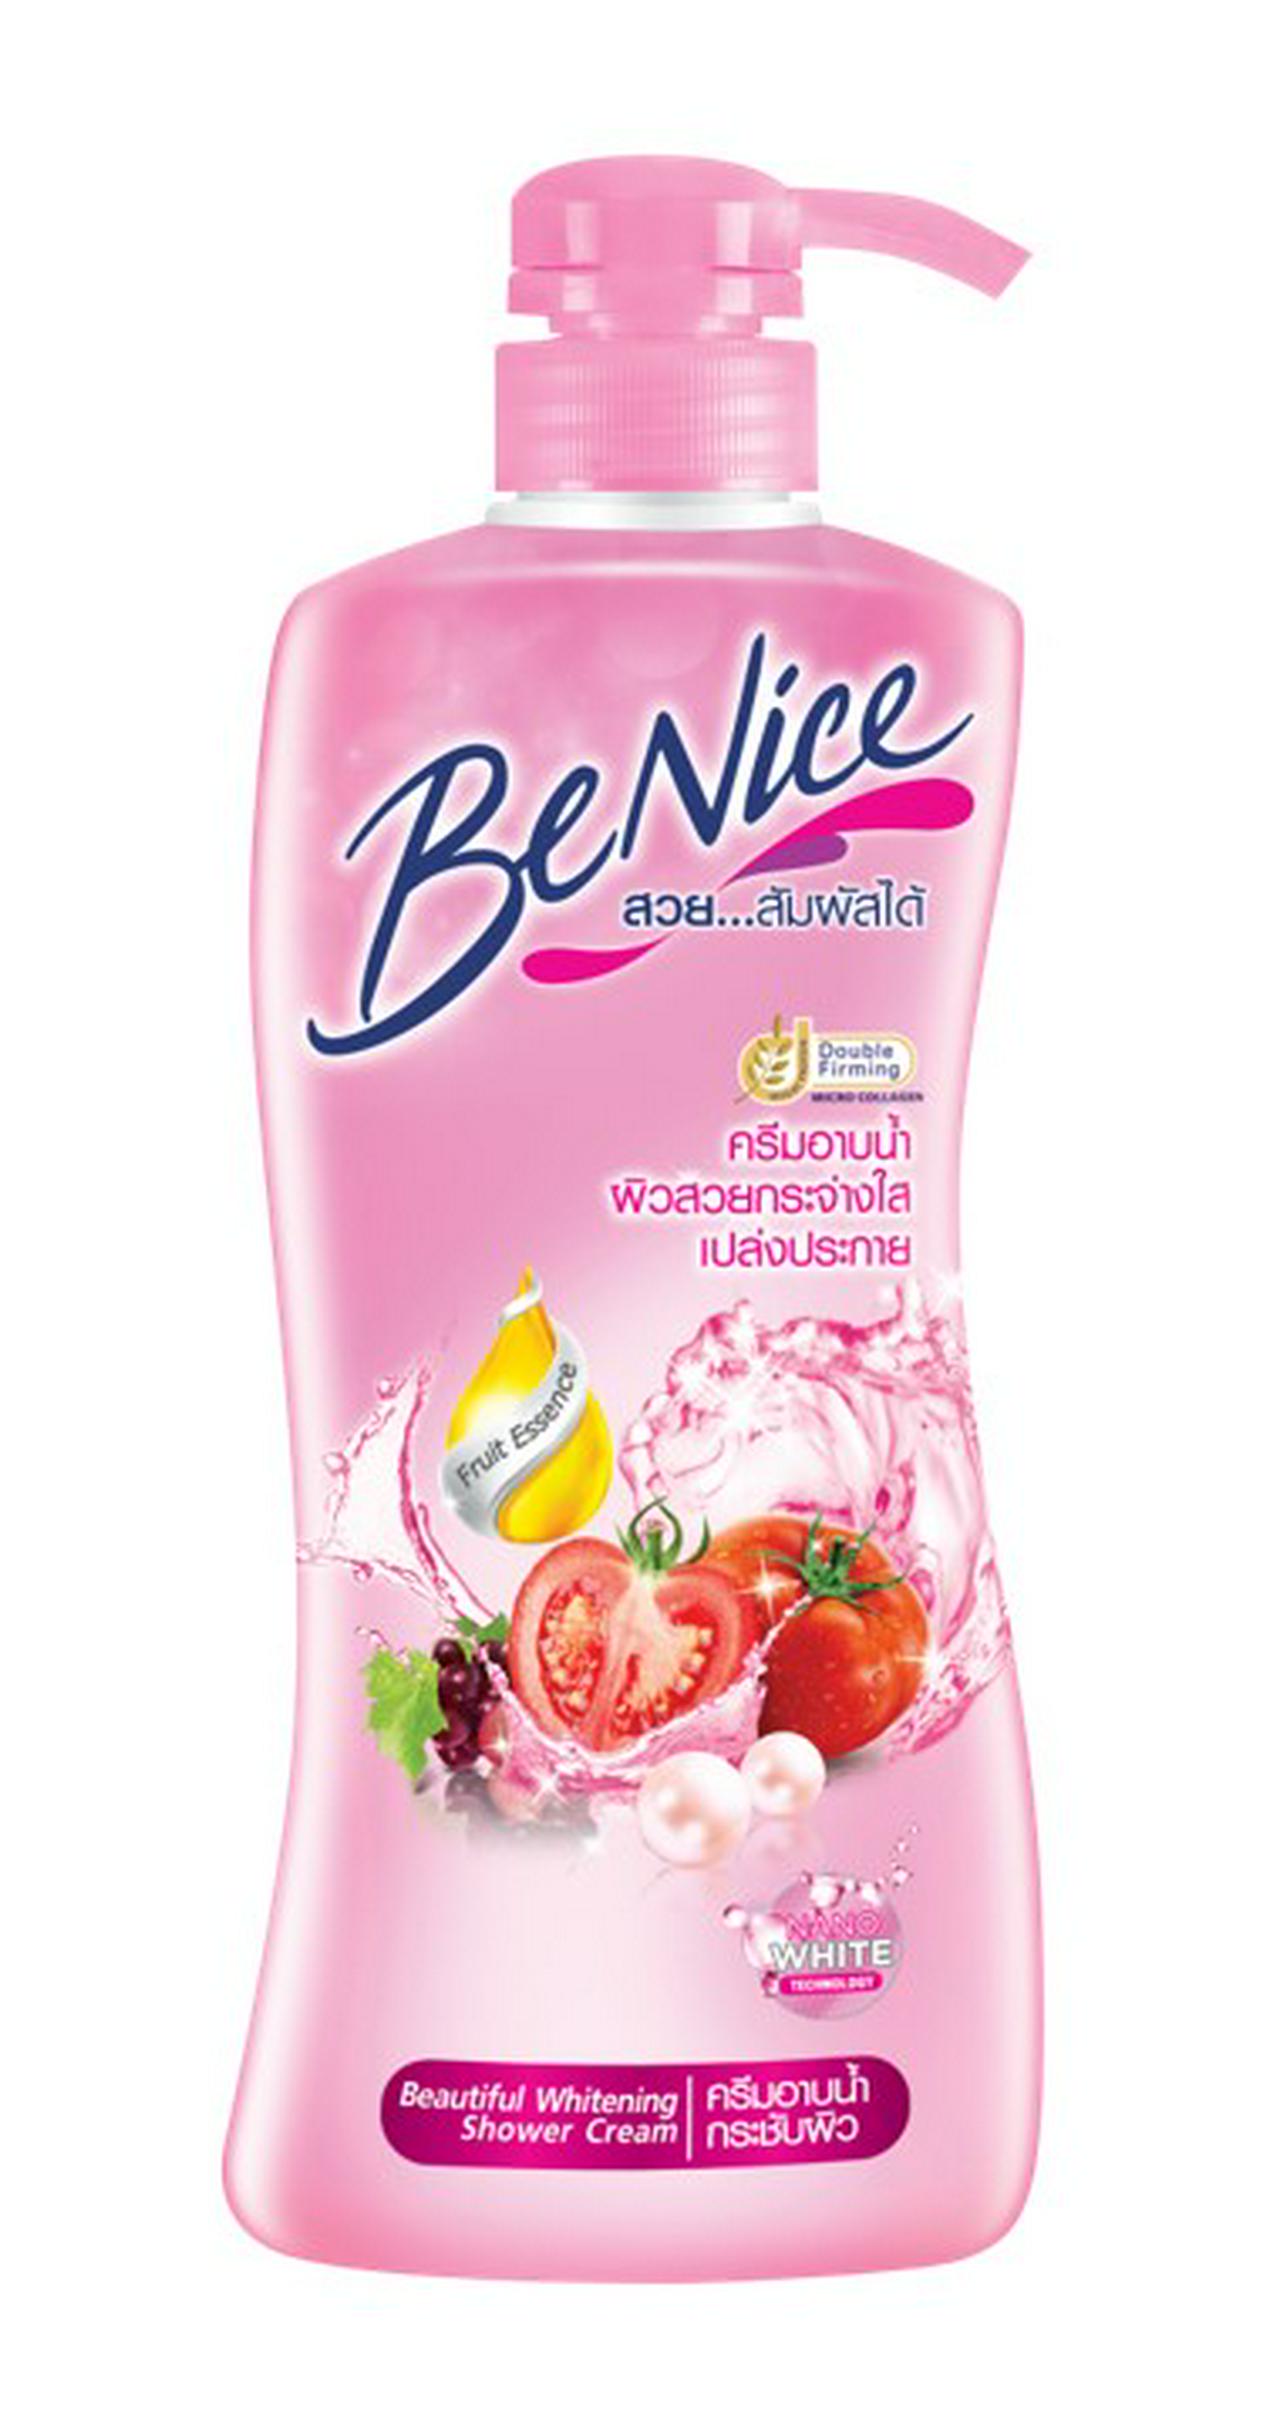 BeNice
สวย...สัมผัสได้
Double
Firming
MICRO COLLAGEN
ครีมอาบน้ำ
ผิวสวยกระจ่างใส
เปล่งประกาย
Fruit Essence
NANO
WHITE
TECHNOLOGY
Beautiful Whitening
Shower Cream
ครีมอาบน้ำ
กระชับผิว